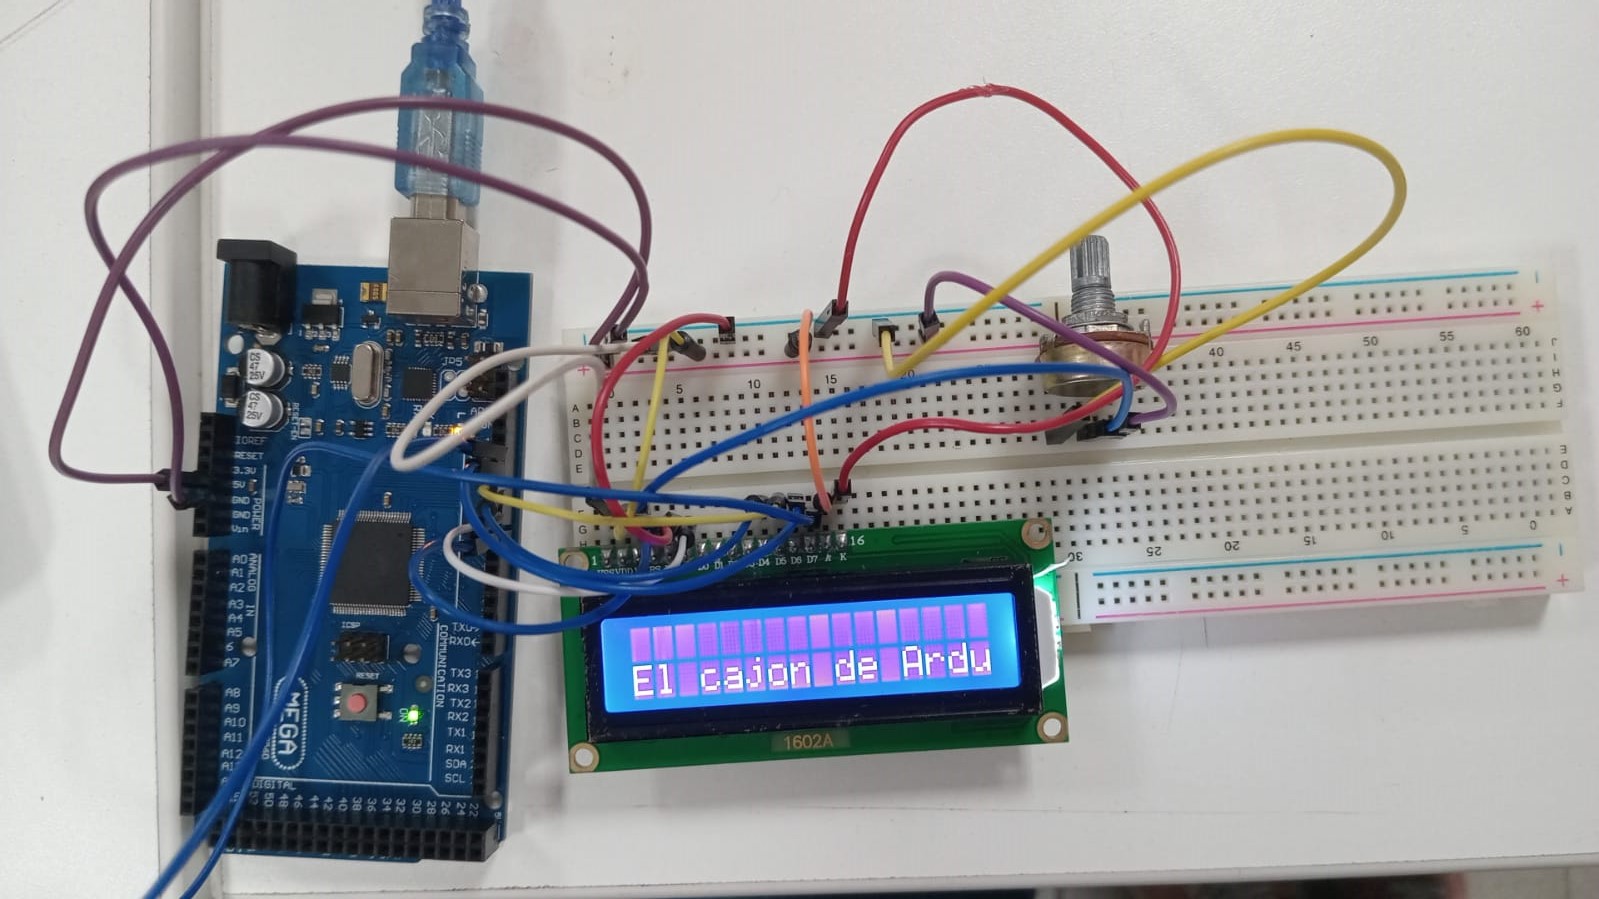 El cajon de Ardu
1602A
1
16
D4 D5 D6 D7 A K
5
10
15
20
40
45
50
55
60
A
B
C
D
E
J
I
H
G
F
E
D
C
B
A
30
25
20
15
10
5
0
CS
47
25V
CS
47
25V
JP5
L
IOREF
RESET
3.3V
5V
GND
GND
Vin
POWER
A0
A1
A2
A3
A4
A5
A7
ANALOG IN
A8
A9
A10
A11
A12
ICSP
RESET
ON
MEGA
TX0
RX0
TX3
RX3
TX2
RX2
TX1
RX1
SDA
SCL
COMMUNICATION
DIGITAL
52 50 48 46 44 42 40 38 36 34 32 30 28 26 24 22